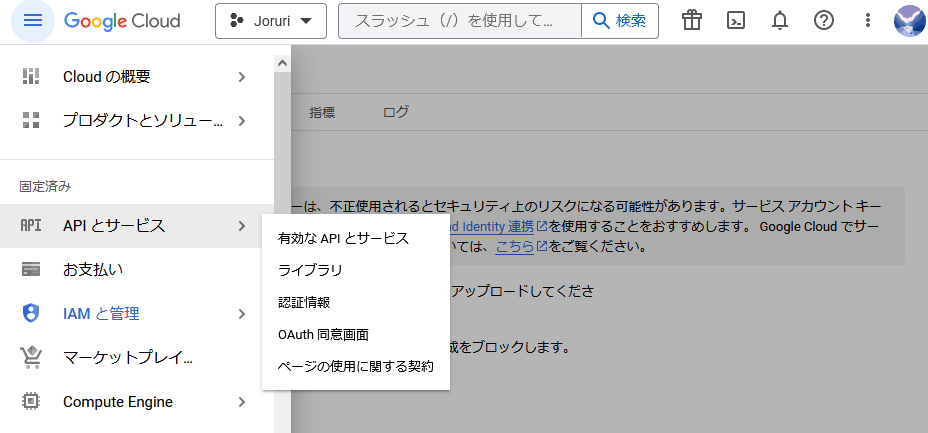 Google Cloud
Joruri
スラッシュ（/）を使用して…
検索
Cloud の概要
プロダクトとソリュー…
固定済み
API API とサービス
お支払い
IAM と管理
マーケットプレイ…
Compute Engine
有効な API とサービス
ライブラリ
認証情報
OAuth 同意画面
ページの使用に関する契約
指標
ログ
ーは、不正使用されるとセキュリティ上のリスクになる可能性があります。サービス アカウント キー
d Identity 連携を使用することをおすすめします。 Google Cloud でサー
いては、こちらをご覧ください。
アップロードしてくださ
成をブロックします。